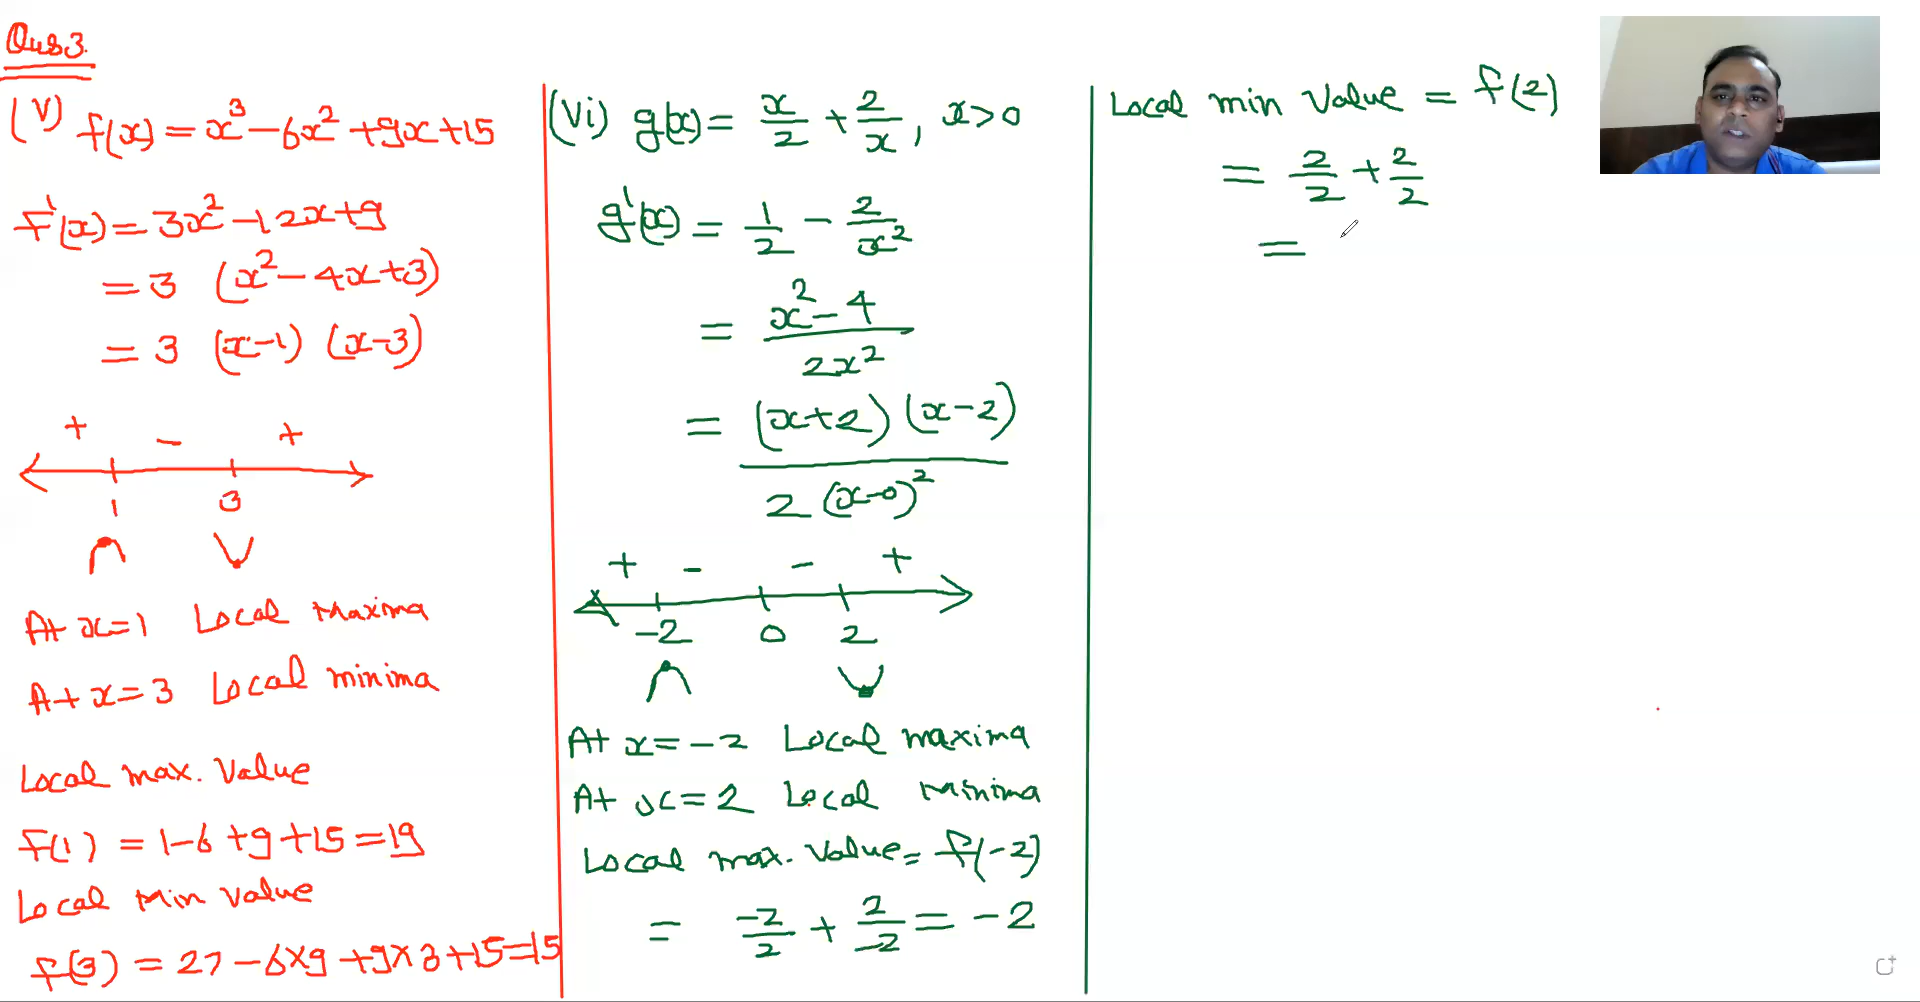 Ques 3.
(V) f(x) = x³ - 6x² + 9x + 15
f'(x) = 3x² - 12x + 9
= 3 (x² - 4x + 3)
= 3 (x-1) (x-3)
+ - +
1 3
At x=1 Local Maxima
At x=3 Local minima
Local max. Value
f(1) = 1-6+9+15=19
Local Min Value
f(3) = 27-6×9+9×3+15=15
(Vi) g(x) = x/2 + 2/x, x>0
g'(x) = 1/2 - 2/x²
= (x²-4)/(2x²)
= (x+2)(x-2)/(2(x-0)²)
+ - - +
-2 0 2
At x=-2 Local maxima
At x=2 Local Minima
Local max. Value = f(-2)
= -2/2 + 2/-2 = -2
Local min Value = f(2)
= 2/2 + 2/2
=